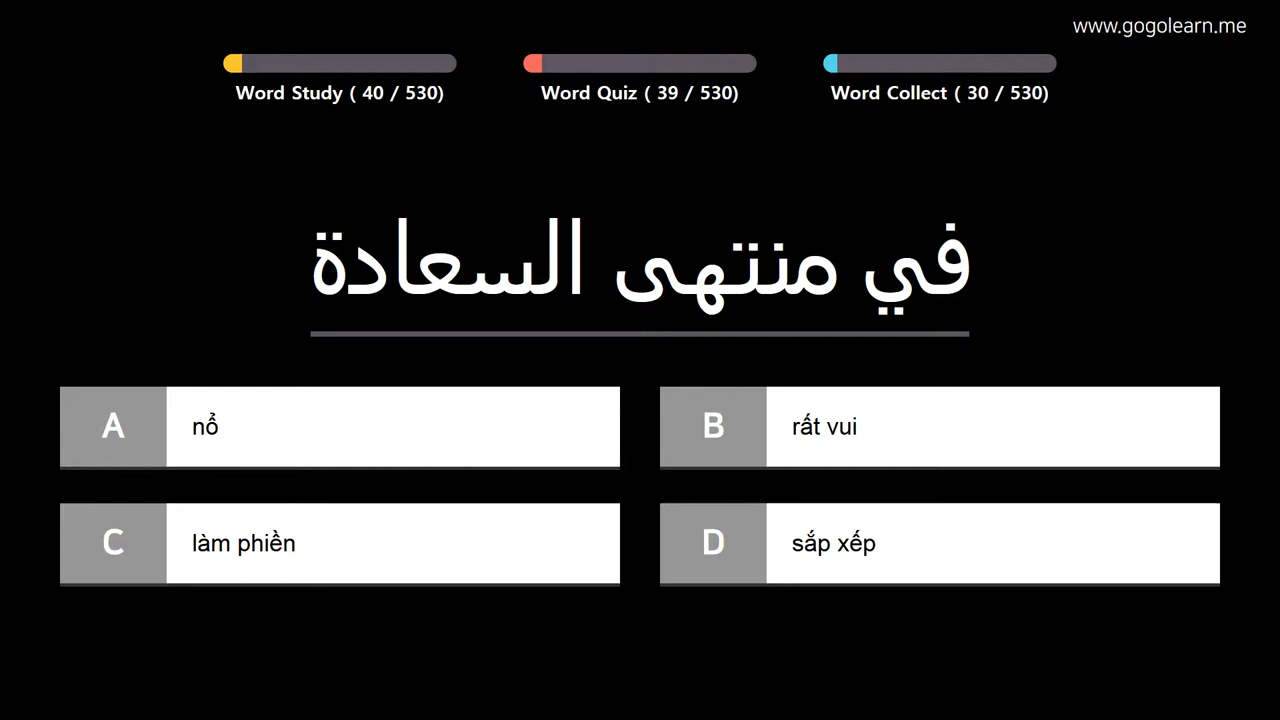 www.gogolearn.me
Word Study ( 40 / 530)
Word Quiz ( 39 / 530)
Word Collect ( 30 / 530)
في منتهى السعادة
A
nổ
B
rất vui
C
làm phiền
D
sắp xếp